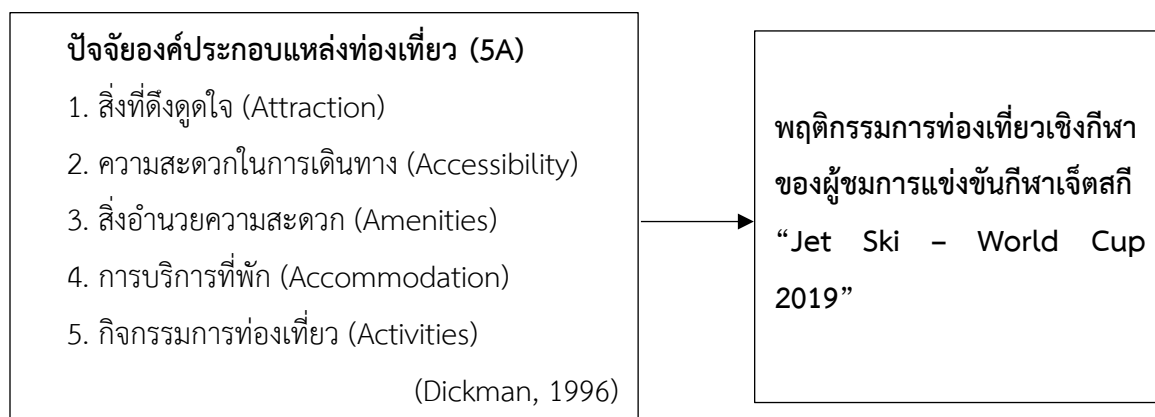 ปัจจัยองค์ประกอบแหล่งท่องเที่ยว (5A)
1. สิ่งที่ดึงดูดใจ (Attraction)
2. ความสะดวกในการเดินทาง (Accessibility)
3. สิ่งอำนวยความสะดวก (Amenities)
4. การบริการที่พัก (Accommodation)
5. กิจกรรมการท่องเที่ยว (Activities)
(Dickman, 1996)
พฤติกรรมการท่องเที่ยวเชิงกีฬา
ของผู้ชมการแข่งขันกีฬาเจ็ตสกี
“Jet Ski – World Cup
2019”